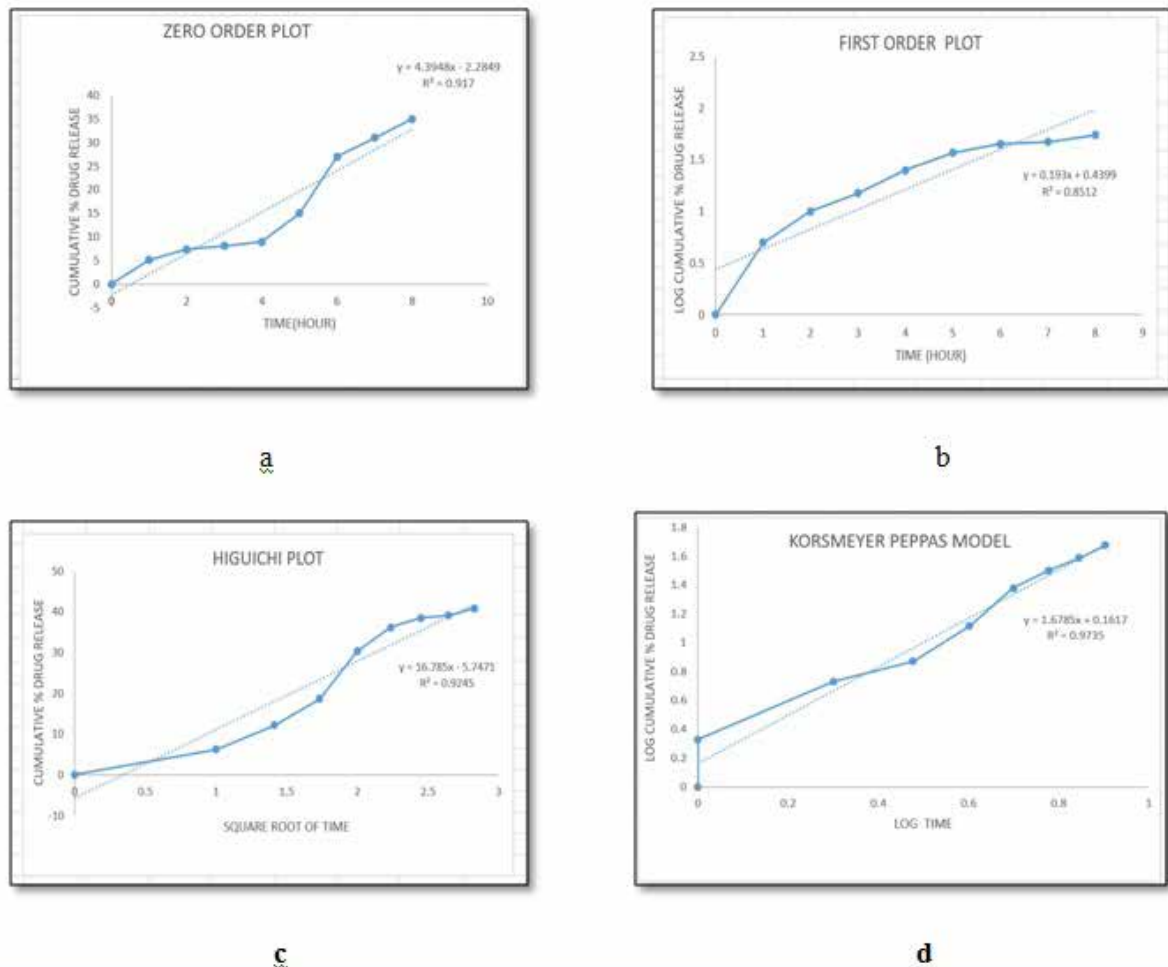 ZERO ORDER PLOT
y = 4.3948x - 2.2849
R² = 0.917
CUMULATIVE % DRUG RELEASE
40
35
30
25
20
15
10
5
0
-5
0
2
4
6
8
10
TIME(HOUR)
a
FIRST ORDER PLOT
LOG CUMULATIVE % DRUG RELEASE
2.5
2
1.5
1
0.5
0
y = 0.193x + 0.4399
R² = 0.8512
0
1
2
3
4
5
6
7
8
9
TIME (HOUR)
b
HIGUICHI PLOT
CUMULATIVE % DRUG RELEASE
50
40
30
20
10
0
-10
y = 16.785x - 5.7471
R² = 0.9245
0
0.5
1
1.5
2
2.5
3
SQUARE ROOT OF TIME
c
KORSMEYER PEPPAS MODEL
LOG CUMULATIVE % DRUG RELEASE
1.8
1.6
1.4
1.2
1
0.8
0.6
0.4
0.2
0
y = 1.6785x + 0.1617
R² = 0.9735
0
0.2
0.4
0.6
0.8
1
LOG TIME
d